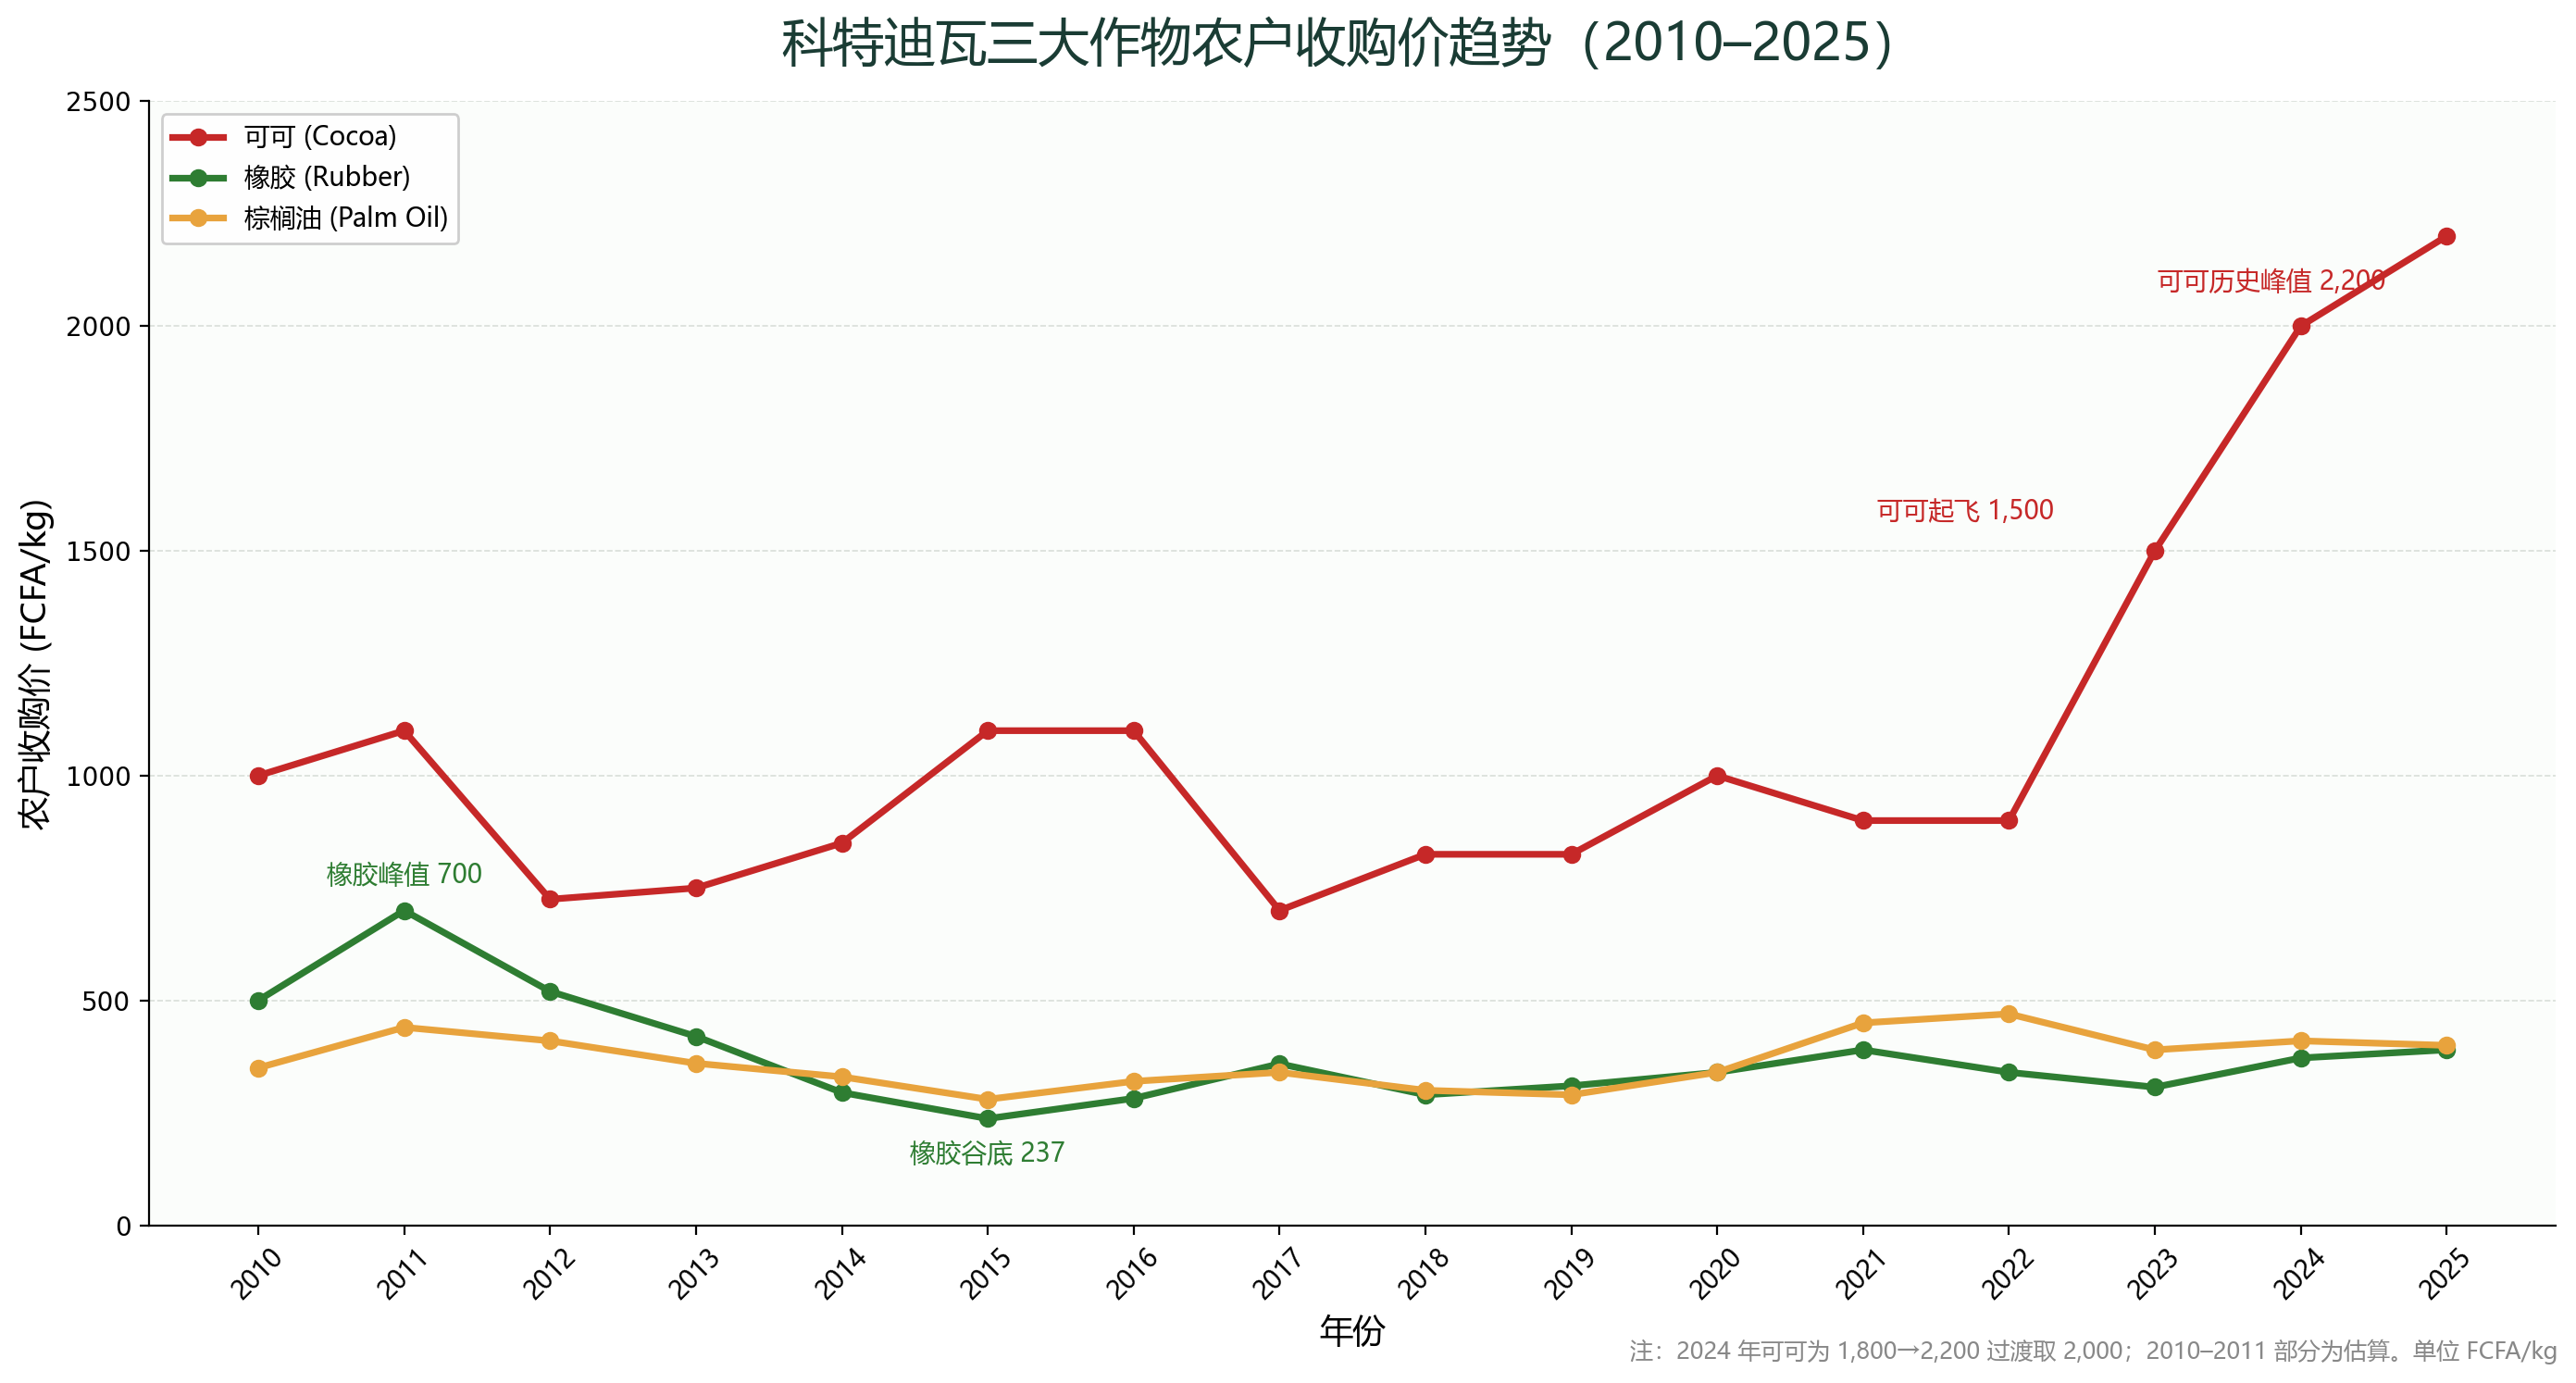 科特迪瓦三大作物农户收购价趋势（2010–2025）
可可 (Cocoa)
橡胶 (Rubber)
棕榈油 (Palm Oil)
农户收购价 (FCFA/kg)
2500
2000
1500
1000
500
0
可可历史峰值 2,200
可可起飞 1,500
橡胶峰值 700
橡胶谷底 237
2010 2011 2012 2013 2014 2015 2016 2017 2018 2019 2020 2021 2022 2023 2024 2025
年份
注：2024 年可可为 1,800→2,200 过渡取 2,000；2010–2011 部分为估算。单位 FCFA/kg